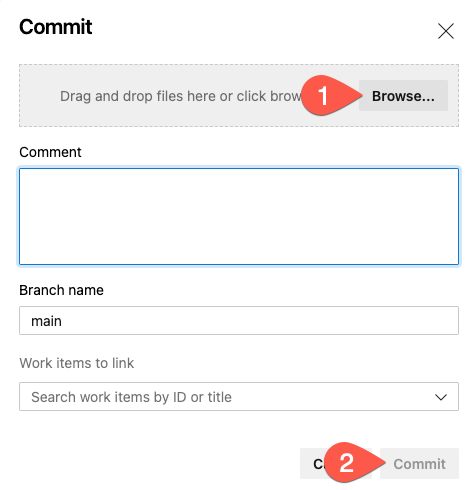 Commit
Drag and drop files here or click
1
Browse...
Comment
Branch name
main
Work items to link
Search work items by ID or title
2
Commit